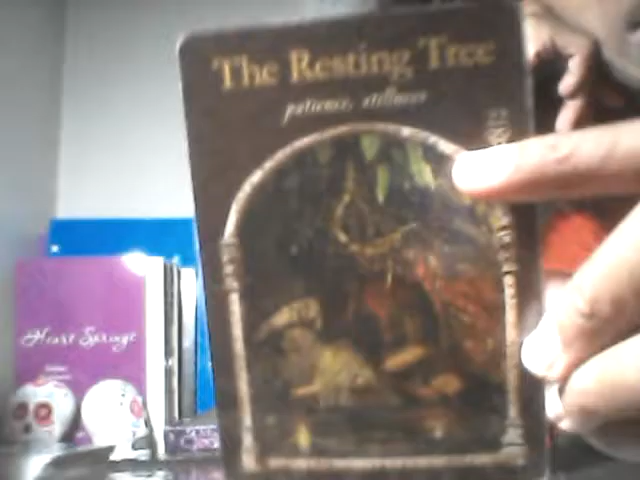 The Resting Tree
patience, stillness
Heart Springs